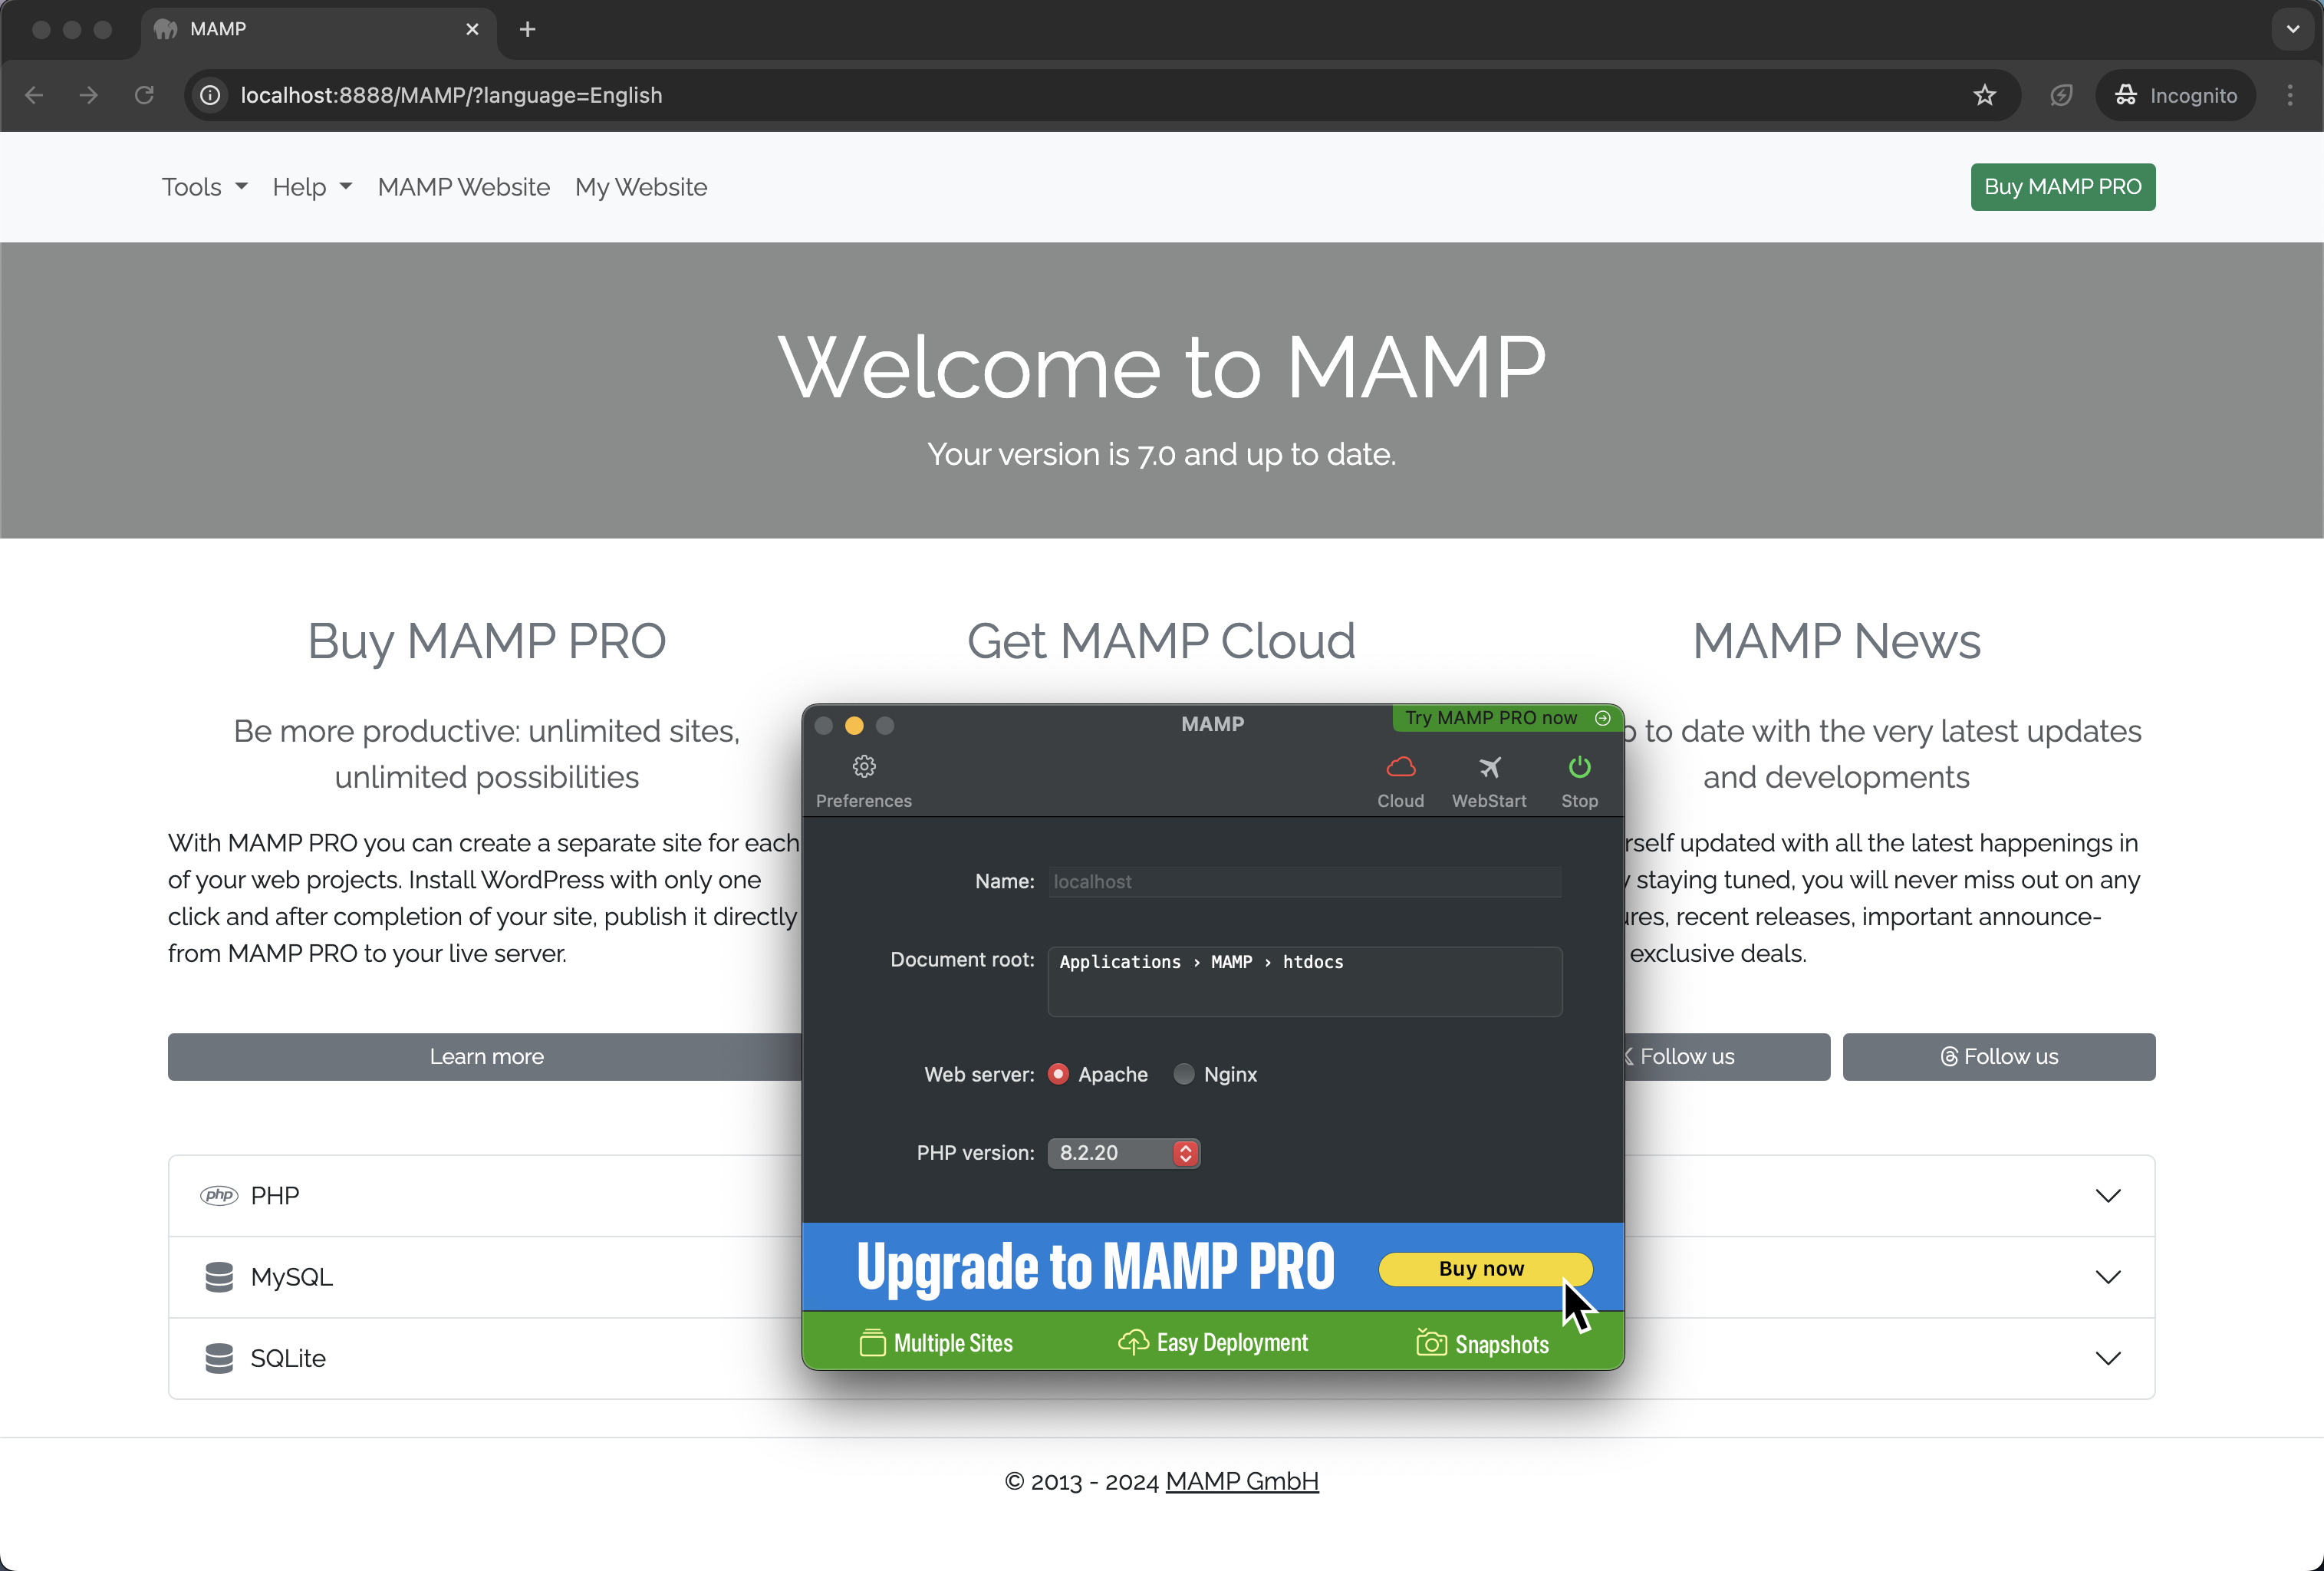 MAMP
localhost:8888/MAMP/?language=English
Incognito
Tools
Help
MAMP Website
My Website
Buy MAMP PRO
Welcome to MAMP
Your version is 7.0 and up to date.
Buy MAMP PRO
Be more productive: unlimited sites,
unlimited possibilities
With MAMP PRO you can create a separate site for each
of your web projects. Install WordPress with only one
click and after completion of your site, publish it directly
from MAMP PRO to your live server.
Learn more
Get MAMP Cloud
MAMP News
to date with the very latest updates
and developments
updated with all the latest happenings in
staying tuned, you will never miss out on any
recent releases, important announce-
exclusive deals.
Follow us
Follow us
MAMP
Try MAMP PRO now
Preferences
Cloud
WebStart
Stop
Name: localhost
Document root: Applications › MAMP › htdocs
Web server: Apache Nginx
PHP version: 8.2.20
Upgrade to MAMP PRO
Buy now
Multiple Sites
Easy Deployment
Snapshots
php PHP
MySQL
SQLite
© 2013 - 2024 MAMP GmbH